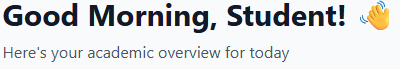 Good Morning, Student! 👋
Here's your academic overview for today